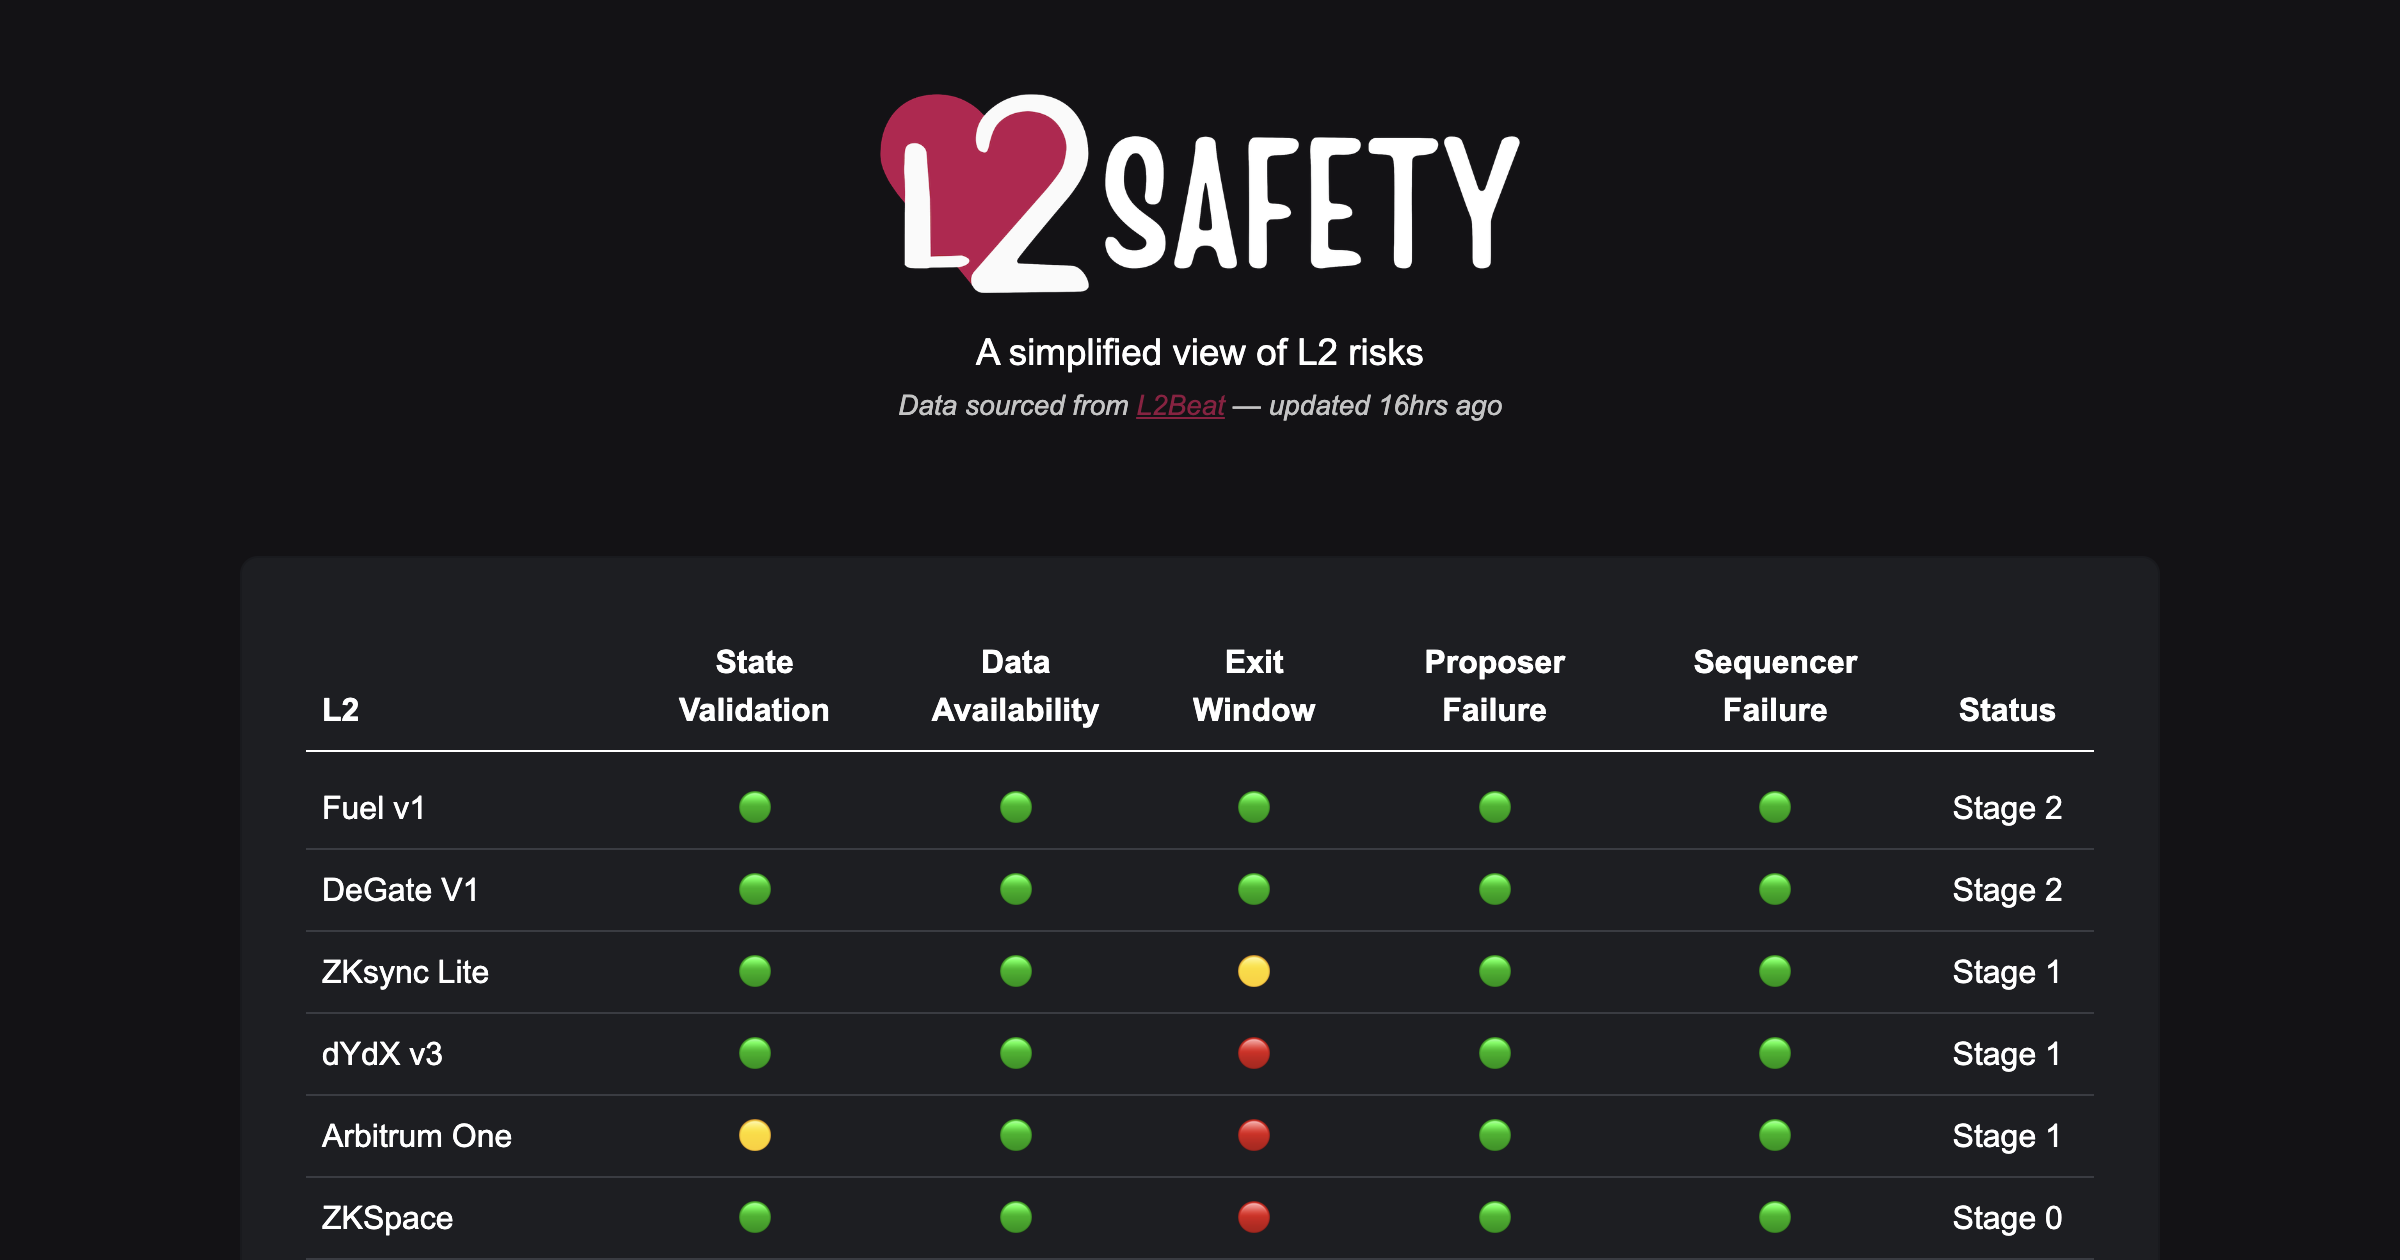 L2 SAFETY
A simplified view of L2 risks
Data sourced from L2Beat — updated 16hrs ago
L2 State Validation Data Availability Exit Window Proposer Failure Sequencer Failure Status
Fuel v1 Stage 2
DeGate V1 Stage 2
ZKsync Lite Stage 1
dYdX v3 Stage 1
Arbitrum One Stage 1
ZKSpace Stage 0